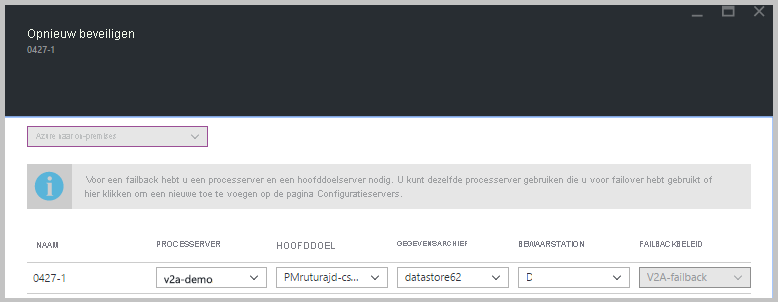 Opnieuw beveiligen
0427-1
Azure naar on-premises
Voor een failback hebt u een processerver en een hoofddoelserver nodig. U kunt dezelfde processerver gebruiken die u voor failover hebt gebruikt of
hier klikken om een nieuwe toe te voegen op de pagina Configuratieservers.
NAAM PROCESSERVER HOOFDDOEL GEGEVENSARCHIEF BEWAARSTATION FAILBACKBELEID
0427-1 v2a-demo PMruturajd-cs... datastore62 D V2A-failback